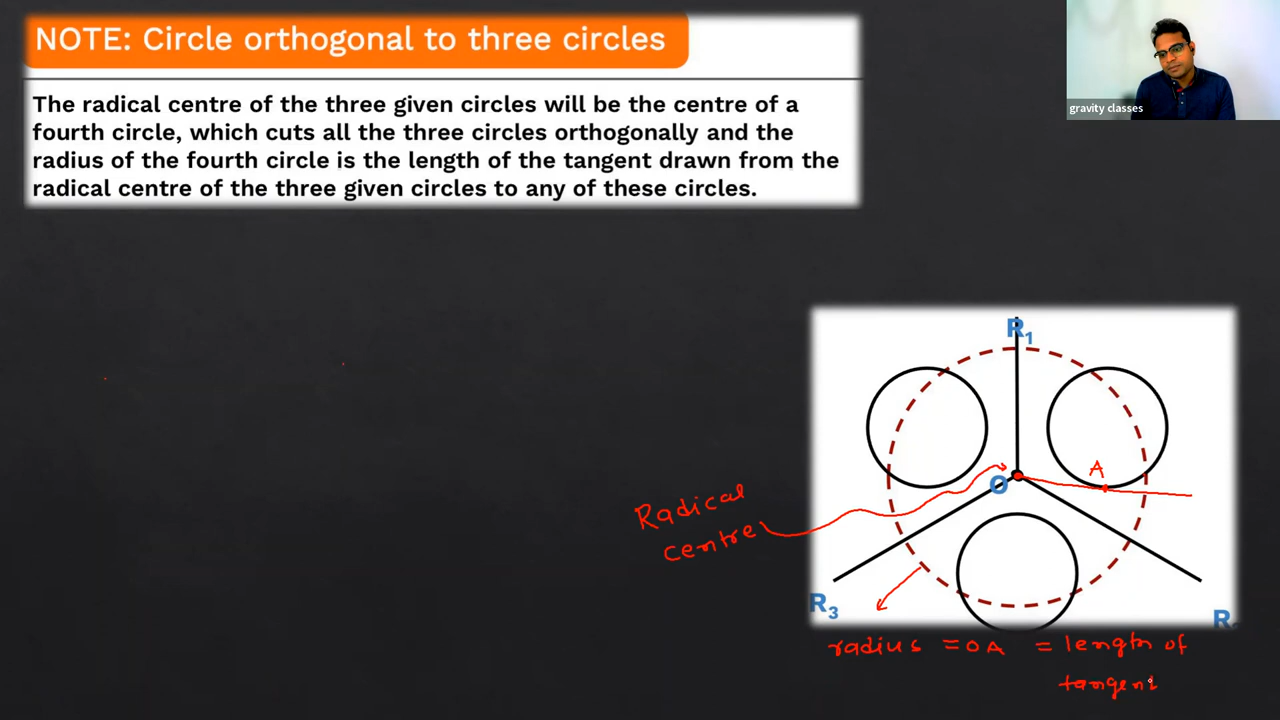 NOTE: Circle orthogonal to three circles
gravity classes
The radical centre of the three given circles will be the centre of a
fourth circle, which cuts all the three circles orthogonally and the
radius of the fourth circle is the length of the tangent drawn from the
radical centre of the three given circles to any of these circles.
R1
A
O
Radical
centre
R3
radius = OA = length of
tangent